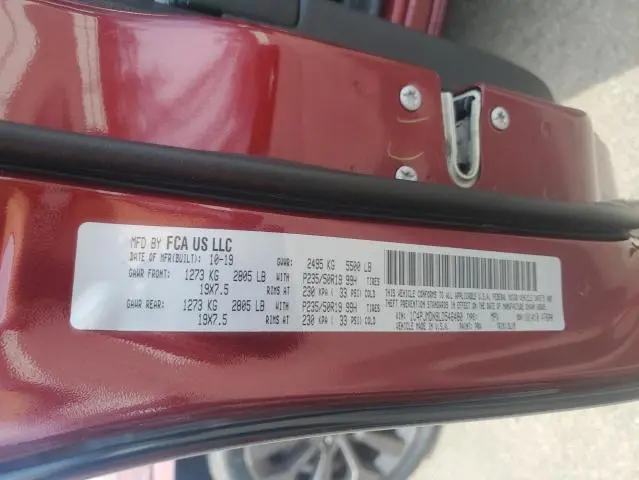 MFD BY FCA US LLC
DATE OF MFR(BUILT): 10-19 GVWR: 2495 KG 5500 LB
GAWR FRONT: 1273 KG 2805 LB WITH P235/50R19 99H TIRES
19X7.5 RIMS AT 230 KPA ( 33 PSI) COLD
GAWR REAR: 1273 KG 2805 LB WITH P235/50R19 99H TIRES
19X7.5 RIMS AT 230 KPA ( 33 PSI) COLD
THIS VEHICLE CONFORMS TO ALL APPLICABLE U.S.A. FEDERAL MOTOR VEHICLE SAFETY AND
THEFT PREVENTION STANDARDS IN EFFECT ON THE DATE OF MANUFACTURE SHOWN ABOVE.
VIN: TYPE: MPV
VEHICLE MADE IN U.S.A. PAINT: TRIM: